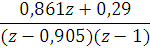 0,861z + 0,29
(z − 0,905)(z − 1)